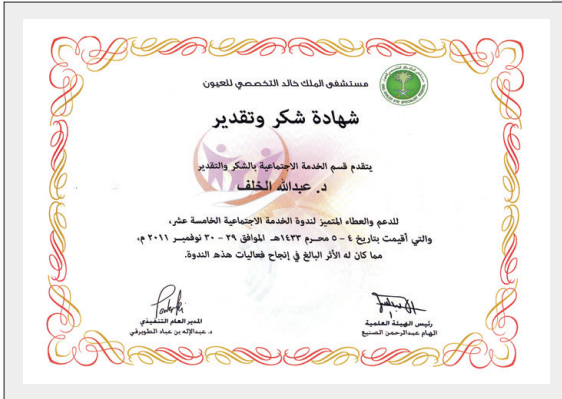 مستشفى الملك خالد التخصصي للعيون
شهادة شكر وتقدير
يتقدم قسم الخدمة الاجتماعية بالشكر والتقدير
د. عبدالله الخلف
للدعم والعطاء المتميز لندوة الخدمة الاجتماعية الخامسة عشر،
والتي أقيمت بتاريخ ٤ - ٥ محـرم ١٤٣٣هـ الموافق ٢٩ - ٣٠ نوفمبـر ٢٠١١ م،
مما كان له الأثر البالغ في إنجاح فعاليات هذه الندوة.
رئيس الهيئة العلمية
الهام عبدالرحمن الصنيع
المدير العام التنفيذي
د. عبدالإله بن عباد الطويرقي